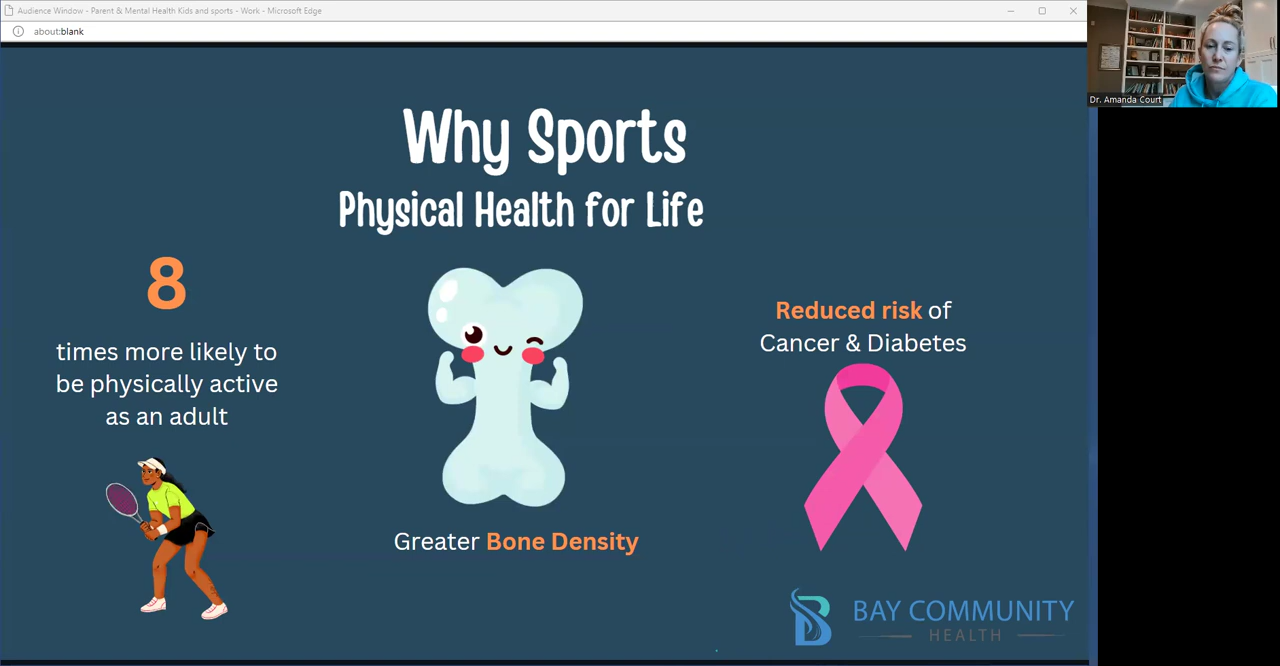 Audience Window - Parent & Mental Health Kids and sports - Work - Microsoft Edge
about:blank
Dr. Amanda Court
Why Sports
Physical Health for Life
8
times more likely to
be physically active
as an adult
Greater Bone Density
Reduced risk of
Cancer & Diabetes
BAY COMMUNITY
HEALTH